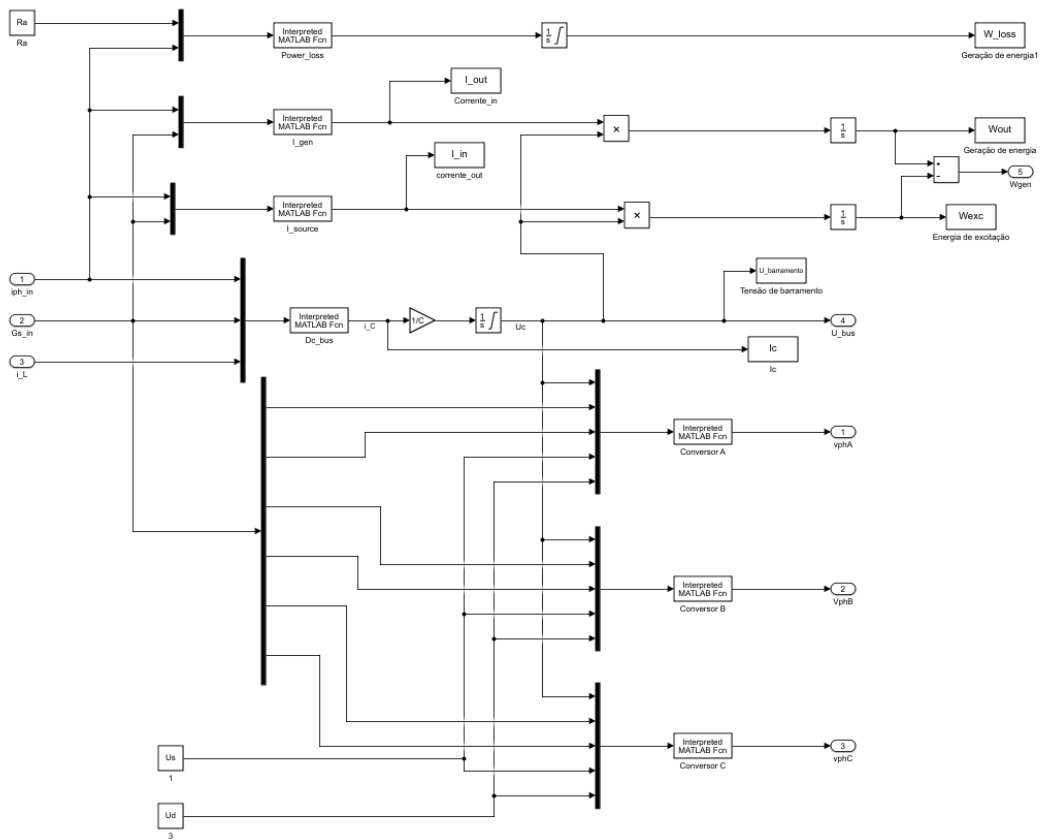 Ra
Ra
Interpreted
MATLAB Fcn
Power_loss
1
s
W_loss
Geração de energia1
I_out
Corrente_in
Interpreted
MATLAB Fcn
I_gen
×
1
s
Wout
Geração de energia
I_in
corrente_out
+
−
5
Wgen
Interpreted
MATLAB Fcn
I_source
×
1
s
Wexc
Energia de excitação
1
iph_in
U_barramento
Tensão de barramento
2
Gs_in
Interpreted
MATLAB Fcn
Dc_bus
i_C
1/C
1
s
Uc
4
U_bus
3
i_L
Ic
Ic
Interpreted
MATLAB Fcn
Conversor A
1
vphA
Interpreted
MATLAB Fcn
Conversor B
2
VphB
Interpreted
MATLAB Fcn
Conversor C
3
vphC
Us
1
Ud
3